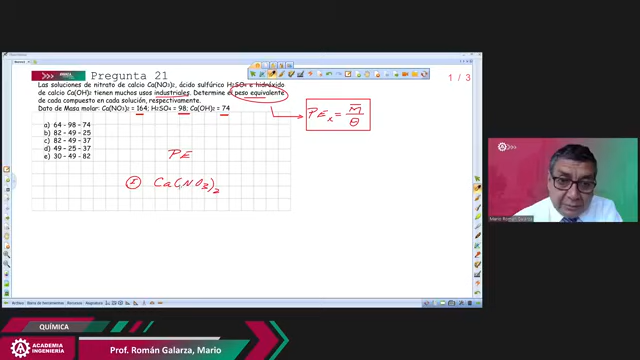 Pregunta 21
1 / 3
Las soluciones de nitrato de calcio Ca(NO₃)₂, ácido sulfúrico H₂SO₄ e hidróxido
de calcio Ca(OH)₂ tienen muchos usos industriales. Determine el peso equivalente
de cada compuesto en cada solución, respectivamente.
Dato de Masa molar: Ca(NO₃)₂ = 164; H₂SO₄ = 98; Ca(OH)₂ = 74
PEₓ = M̅ / θ
a) 64 - 98 - 74
b) 82 - 49 - 25
c) 82 - 49 - 37
d) 49 - 25 - 37
e) 30 - 49 - 82
PE
I Ca(NO₃)₂
Mario Román Galarza
QUÍMICA
ACADEMIA
INGENIERÍA
Prof. Román Galarza, Mario